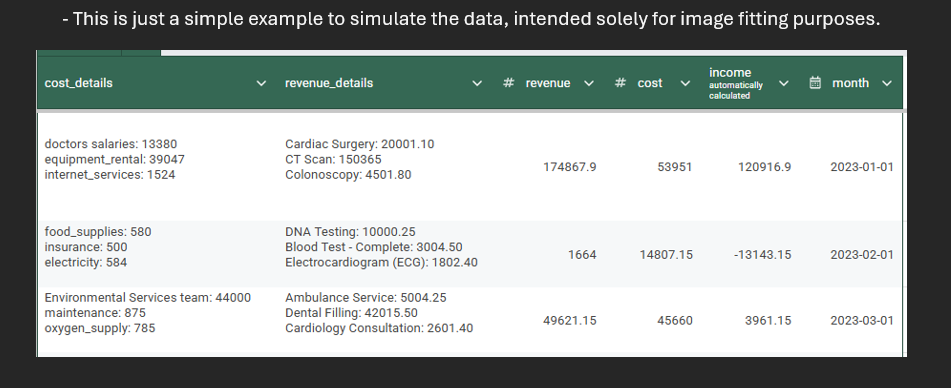 - This is just a simple example to simulate the data, intended solely for image fitting purposes.
cost_details revenue_details # revenue # cost income automatically calculated month
doctors salaries: 13380
equipment_rental: 39047
internet_services: 1524
Cardiac Surgery: 20001.10
CT Scan: 150365
Colonoscopy: 4501.80
174867.9 53951 120916.9 2023-01-01
food_supplies: 580
insurance: 500
electricity: 584
DNA Testing: 10000.25
Blood Test - Complete: 3004.50
Electrocardiogram (ECG): 1802.40
1664 14807.15 -13143.15 2023-02-01
Environmental Services team: 44000
maintenance: 875
oxygen_supply: 785
Ambulance Service: 5004.25
Dental Filling: 42015.50
Cardiology Consultation: 2601.40
49621.15 45660 3961.15 2023-03-01